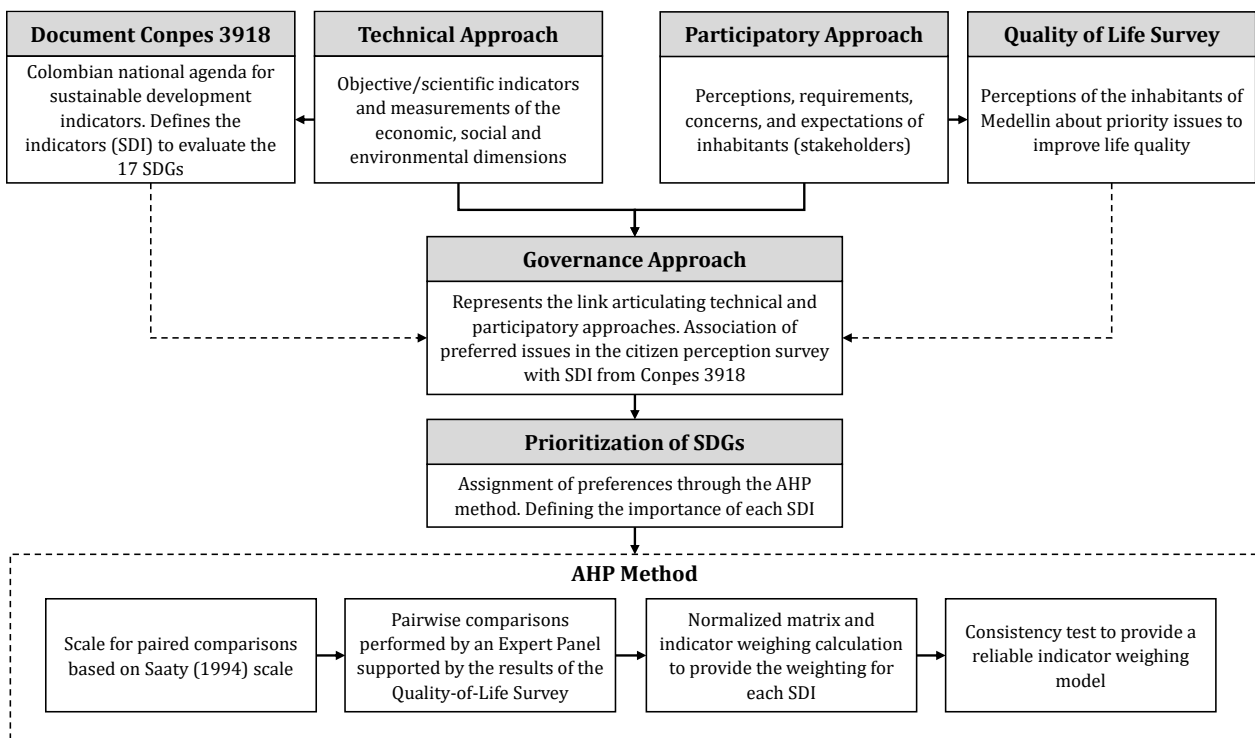 Document Conpes 3918
Colombian national agenda for
sustainable development
indicators. Defines the
indicators (SDI) to evaluate the
17 SDGs
Technical Approach
Objective/scientific indicators
and measurements of the
economic, social and
environmental dimensions
Participatory Approach
Perceptions, requirements,
concerns, and expectations of
inhabitants (stakeholders)
Quality of Life Survey
Perceptions of the inhabitants of
Medellin about priority issues to
improve life quality
Governance Approach
Represents the link articulating technical and
participatory approaches. Association of
preferred issues in the citizen perception survey
with SDI from Conpes 3918
Prioritization of SDGs
Assignment of preferences through the AHP
method. Defining the importance of each SDI
AHP Method
Scale for paired comparisons
based on Saaty (1994) scale
Pairwise comparisons
performed by an Expert Panel
supported by the results of the
Quality-of-Life Survey
Normalized matrix and
indicator weighing calculation
to provide the weighting for
each SDI
Consistency test to provide a
reliable indicator weighing
model